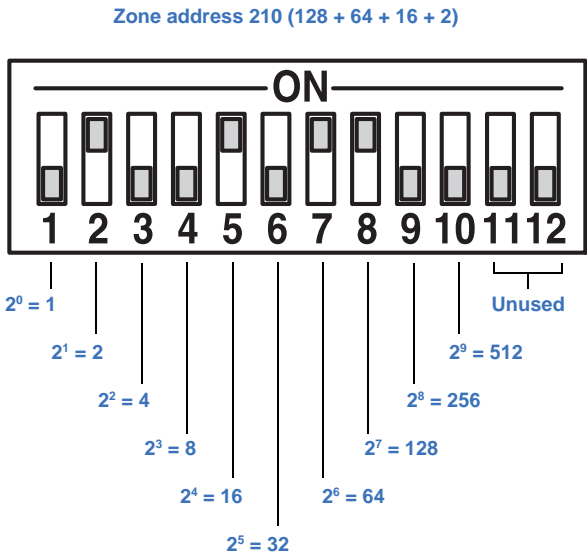 Zone address 210 (128 + 64 + 16 + 2)
ON
1 2 3 4 5 6 7 8 9 10 11 12
2⁰ = 1
Unused
2¹ = 2
2⁹ = 512
2² = 4
2⁸ = 256
2³ = 8
2⁷ = 128
2⁴ = 16
2⁶ = 64
2⁵ = 32